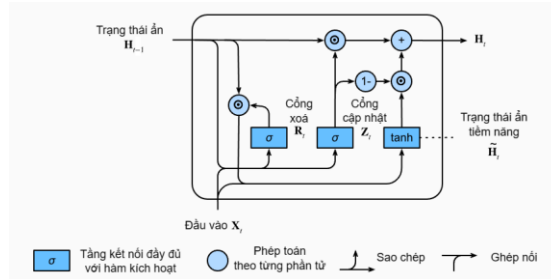 Trạng thái ẩn
H_{t-1}
H_t
1-
Cổng
xoá
R_t
Cổng
cập nhật
Z_t
σ
σ
tanh
Trạng thái ẩn
tiềm năng
H̃_t
Đầu vào X_t
σ
Tầng kết nối đầy đủ
với hàm kích hoạt
Phép toán
theo từng phần tử
Sao chép
Ghép nối